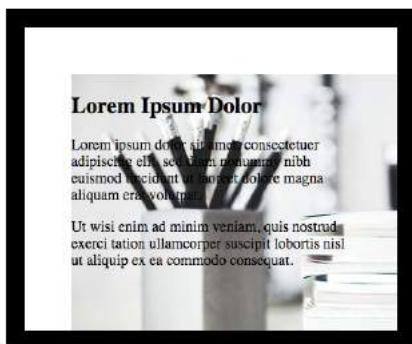 Lorem Ipsum Dolor
Lorem ipsum dolor sit amet, consectetuer
adipiscing elit, sed diam nonummy nibh
euismod tincidunt ut laoreet dolore magna
aliquam erat volutpat.
Ut wisi enim ad minim veniam, quis nostrud
exerci tation ullamcorper suscipit lobortis nisl
ut aliquip ex ea commodo consequat.